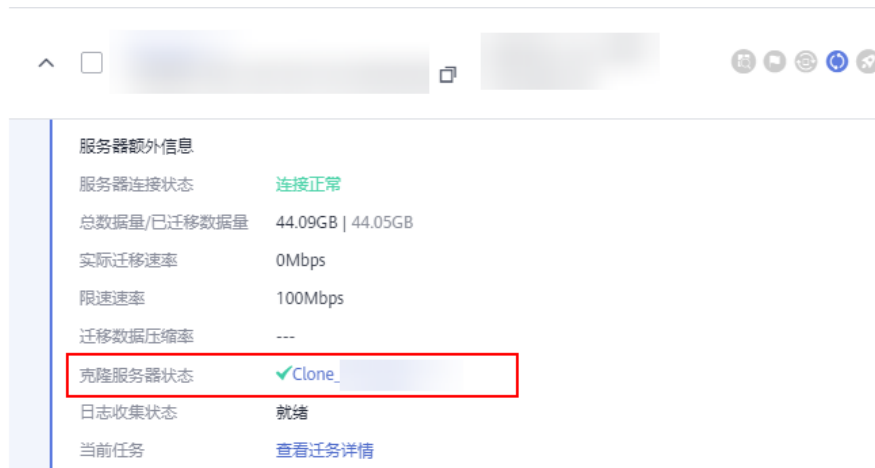 服务器额外信息
服务器连接状态 连接正常
总数据量/已迁移数据量 44.09GB | 44.05GB
实际迁移速率 0Mbps
限速速率 100Mbps
迁移数据压缩率 ---
克隆服务器状态 Clone_
日志收集状态 就绪
当前任务 查看迁务详情